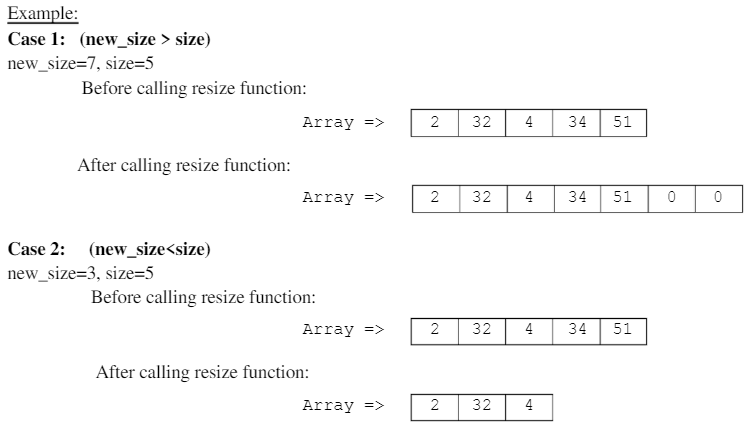 Example:
Case 1: (new_size > size)
new_size=7, size=5
Before calling resize function:
Array => 2 32 4 34 51
After calling resize function:
Array => 2 32 4 34 51 0 0
Case 2: (new_size<size)
new_size=3, size=5
Before calling resize function:
Array => 2 32 4 34 51
After calling resize function:
Array => 2 32 4